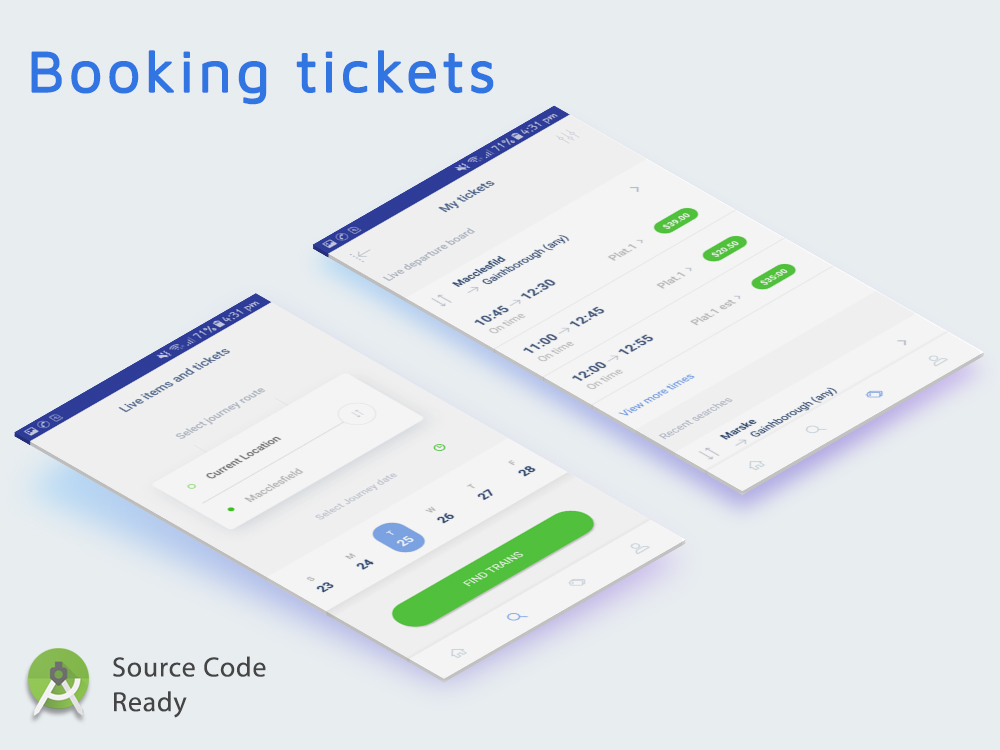 Booking tickets
71% 4:31 pm
My tickets
Live departure board
Macclesfild
Gainhborough (any)
10:45 → 12:30
On time
Plat.1 >
$39.00
11:00 → 12:45
On time
Plat.1 >
$20.50
12:00 → 12:55
On time
Plat.1 est >
$35:00
View more times
Recent searches
Marske
Gainhborough (any)
71% 4:31 pm
Live items and tickets
Select journey route
Current Location
Macclesfield
Select Journey date
S M T W T F
23 24 25 26 27 28
FIND TRAINS
Source Code
Ready